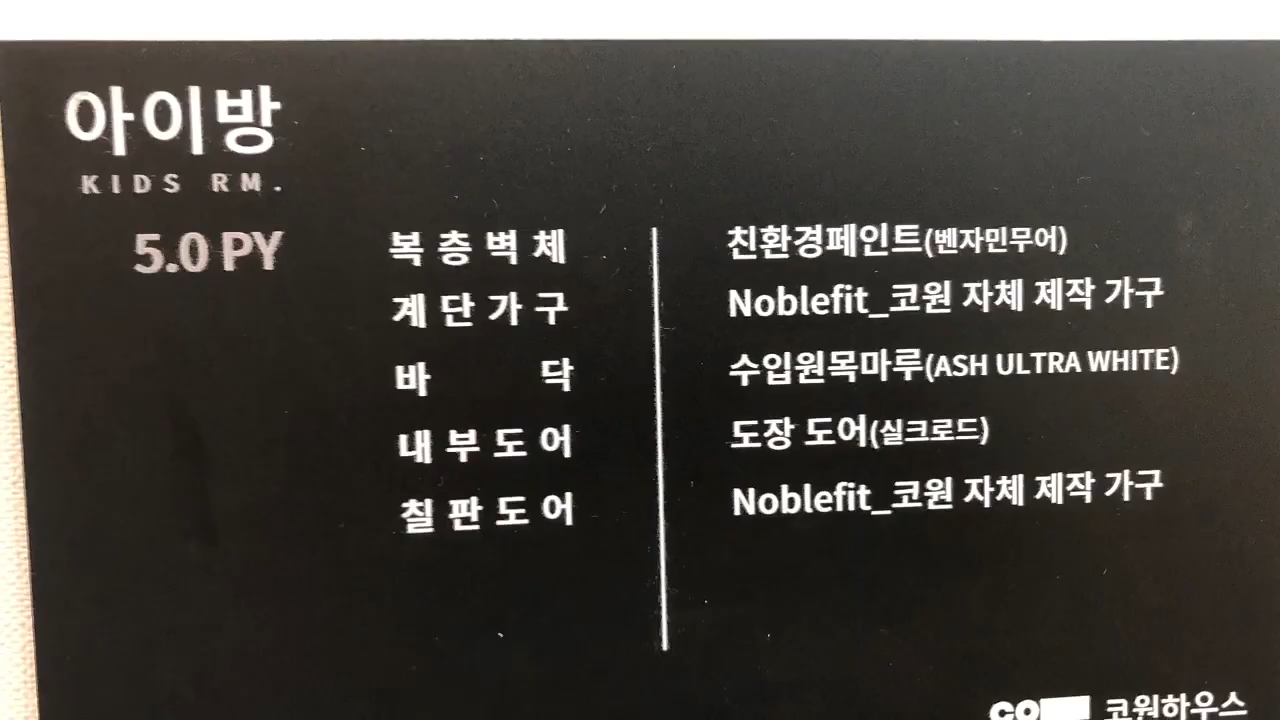 아이방
KIDS RM.
5.0 PY
복층벽체 친환경페인트(벤자민무어)
계단가구 Noblefit_코원 자체 제작 가구
바 닥 수입원목마루(ASH ULTRA WHITE)
내부도어 도장 도어(실크로드)
칠판도어 Noblefit_코원 자체 제작 가구
코원하우스